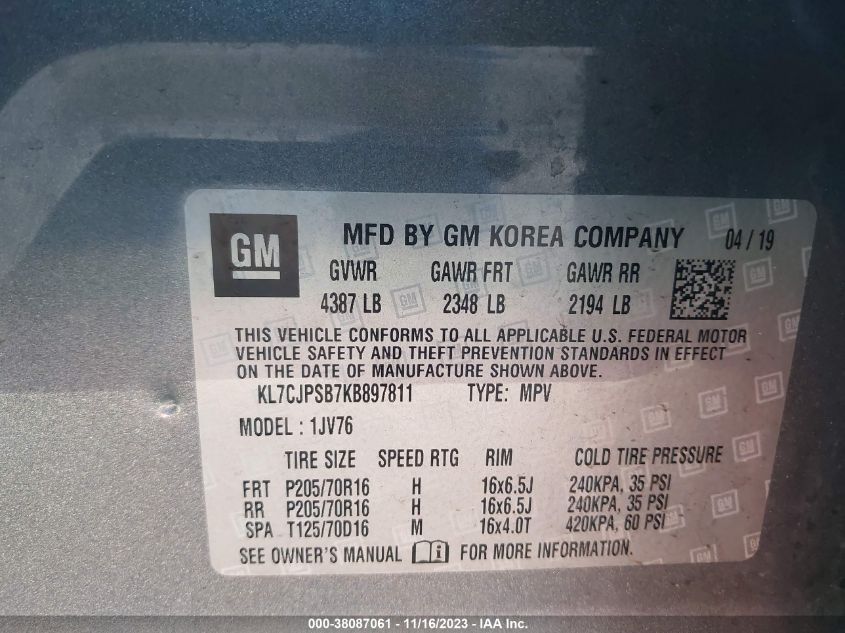 GM MFD BY GM KOREA COMPANY 04 / 19
GVWR GAWR FRT GAWR RR
4387 LB 2348 LB 2194 LB
THIS VEHICLE CONFORMS TO ALL APPLICABLE U.S. FEDERAL MOTOR
VEHICLE SAFETY AND THEFT PREVENTION STANDARDS IN EFFECT
ON THE DATE OF MANUFACTURE SHOWN ABOVE.
KL7CJPSB7KB897811 TYPE: MPV
MODEL : 1JV76
TIRE SIZE SPEED RTG RIM COLD TIRE PRESSURE
FRT P205/70R16 H 16x6.5J 240KPA, 35 PSI
RR P205/70R16 H 16x6.5J 240KPA, 35 PSI
SPA T125/70D16 M 16x4.0T 420KPA, 60 PSI
SEE OWNER'S MANUAL FOR MORE INFORMATION.
000-38087061 - 11/16/2023 - IAA Inc.